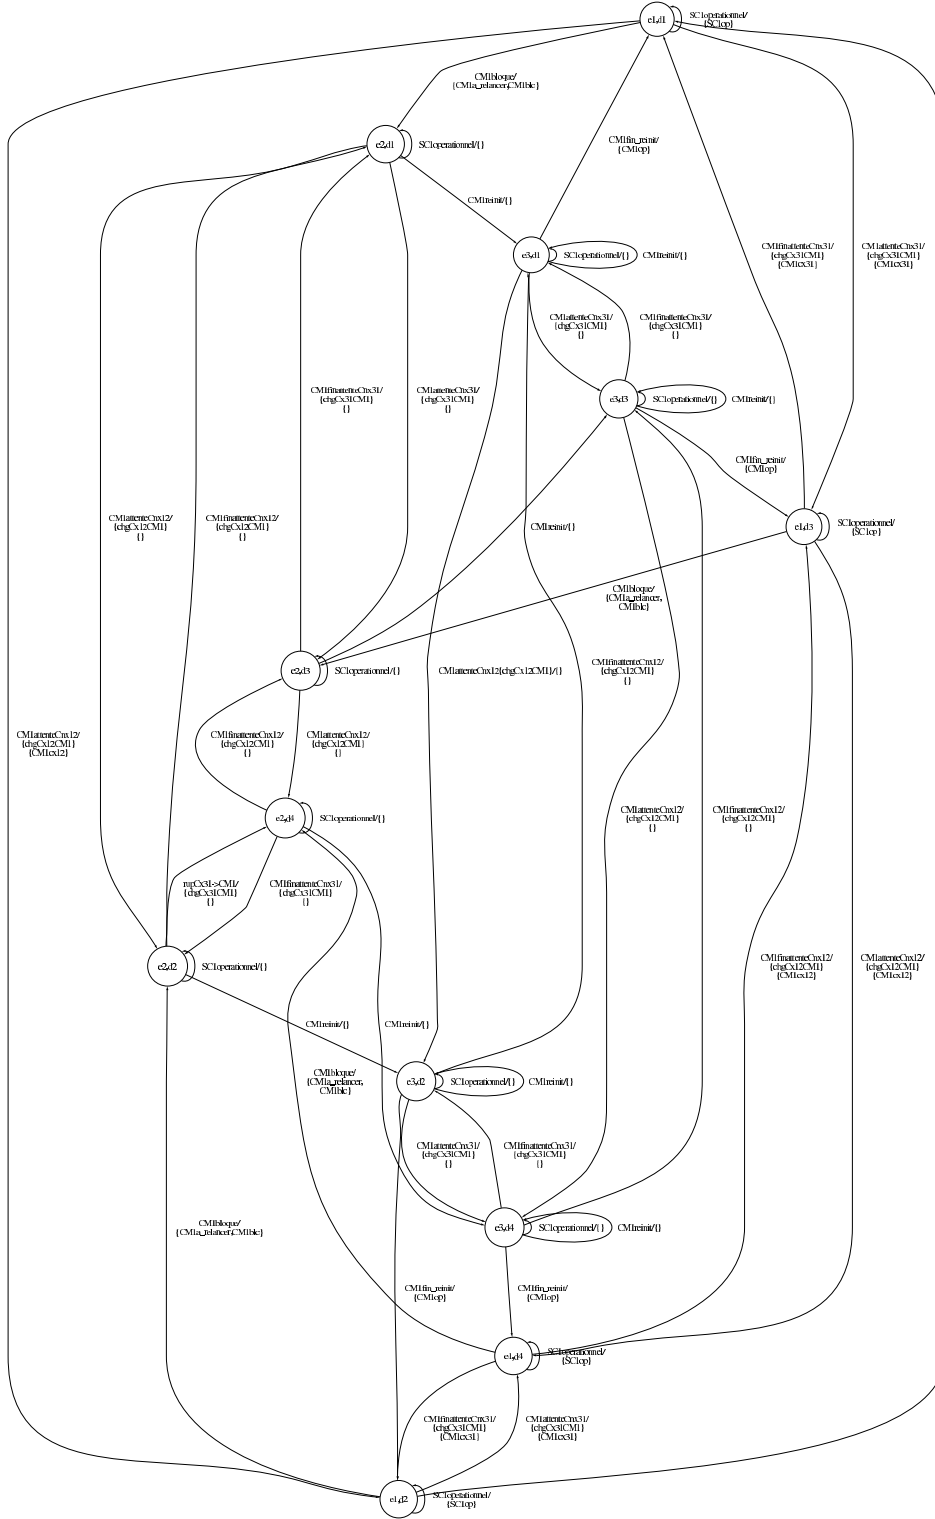 e1,d1
SC1operationnel/
{SC1op}
CM1bloque/
{CM1a_relancer,CM1blc}
e2,d1
SC1operationnel/{}
CM1fin_reinit/
{CM1op}
CM1reinit/{}
e3,d1
SC1operationnel/{}
CM1reinit/{}
CM1finattenteCnx31/
{chgCx31CM1}
{CM1cx31}
CM1attenteCnx31/
{chgCx31CM1}
{CM1cx31}
CM1attenteCnx31/
{chgCx31CM1}
{}
CM1finattenteCnx31/
{chgCx31CM1}
{}
CM1finattenteCnx31/
{chgCx31CM1}
{}
CM1attenteCnx31/
{chgCx31CM1}
{}
e3,d3
SC1operationnel/{}
CM1reinit/{}
CM1fin_reinit/
{CM1op}
CM1attenteCnx12/
{chgCx12CM1}
{}
CM1finattenteCnx12/
{chgCx12CM1}
{}
CM1reinit/{}
e1,d3
SC1operationnel/
{SC1op}
CM1bloque/
{CM1a_relancer,
CM1blc}
e2,d3
SC1operationnel/{}
CM1attenteCnx12{chgCx12CM1}/{}
CM1finattenteCnx12/
{chgCx12CM1}
{}
CM1attenteCnx12/
{chgCx12CM1}
{CM1cx12}
CM1finattenteCnx12/
{chgCx12CM1}
{}
CM1attenteCnx12/
{chgCx12CM1}
{}
e2,d4
SC1operationnel/{}
CM1attenteCnx12/
{chgCx12CM1}
{}
CM1finattenteCnx12/
{chgCx12CM1}
{}
rupCx31->CM1/
{chgCx31CM1}
{}
CM1finattenteCnx31/
{chgCx31CM1}
{}
e2,d2
SC1operationnel/{}
CM1finattenteCnx12/
{chgCx12CM1}
{CM1cx12}
CM1attenteCnx12/
{chgCx12CM1}
{CM1cx12}
CM1reinit/{}
CM1reinit/{}
CM1bloque/
{CM1a_relancer,
CM1blc}
e3,d2
SC1operationnel/{}
CM1reinit/{}
CM1attenteCnx31/
{chgCx31CM1}
{}
CM1finattenteCnx31/
{chgCx31CM1}
{}
CM1bloque/
{CM1a_relancer,CM1blc}
e3,d4
SC1operationnel/{}
CM1reinit/{}
CM1fin_reinit/
{CM1op}
CM1fin_reinit/
{CM1op}
e1,d4
SC1operationnel/
{SC1op}
CM1finattenteCnx31/
{chgCx31CM1}
{CM1cx31}
CM1attenteCnx31/
{chgCx31CM1}
{CM1cx31}
e1,d2
SC1operationnel/
{SC1op}